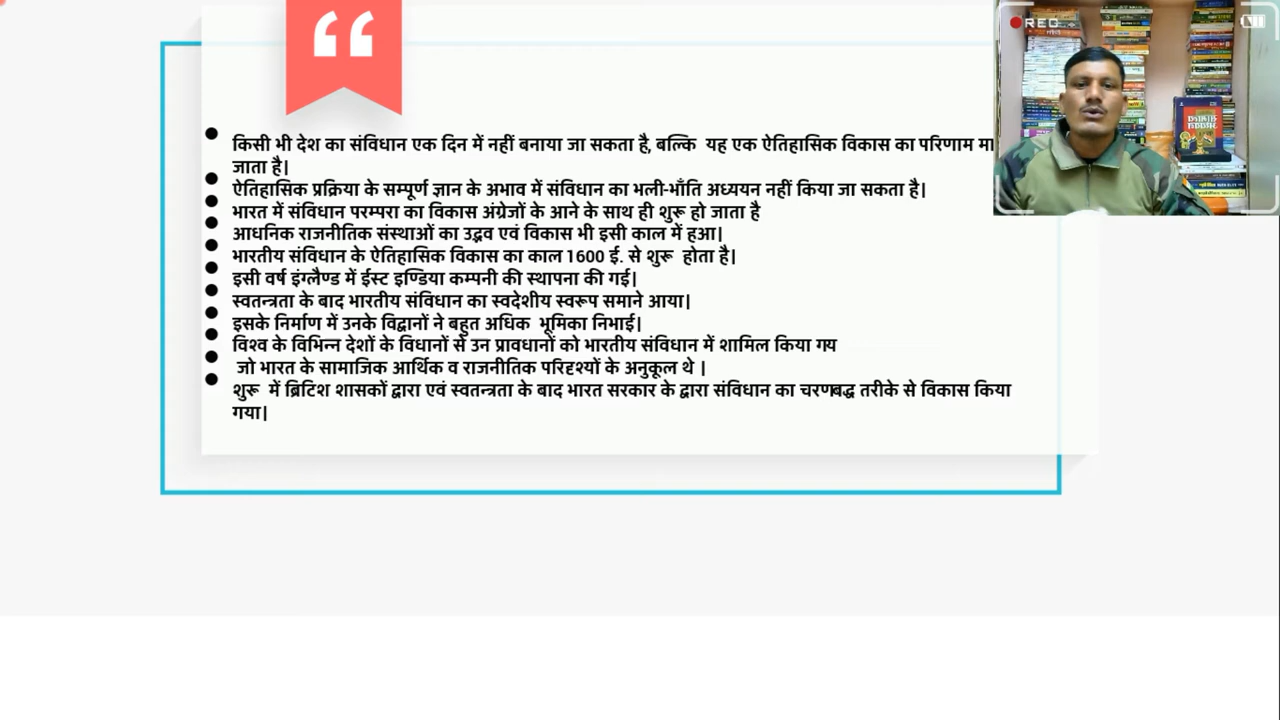 REC
किसी भी देश का संविधान एक दिन में नहीं बनाया जा सकता है, बल्कि यह एक ऐतिहासिक विकास का परिणाम
जाता है।
ऐतिहासिक प्रक्रिया के सम्पूर्ण ज्ञान के अभाव में संविधान का भली-भाँति अध्ययन नहीं किया जा सकता है।
भारत में संविधान परम्परा का विकास अंग्रेजों के आने के साथ ही शुरू हो जाता है
आधनिक राजनीतिक संस्थाओं का उद्भव एवं विकास भी इसी काल में हआ।
भारतीय संविधान के ऐतिहासिक विकास का काल 1600 ई. से शुरू होता है।
इसी वर्ष इंग्लैण्ड में ईस्ट इण्डिया कम्पनी की स्थापना की गई।
स्वतन्त्रता के बाद भारतीय संविधान का स्वदेशीय स्वरूप समाने आया।
इसके निर्माण में उनके विद्वानों ने बहुत अधिक भूमिका निभाई।
विश्व के विभिन्न देशों के विधानों से उन प्रावधानों को भारतीय संविधान में शामिल किया गय
जो भारत के सामाजिक आर्थिक व राजनीतिक परिदृश्यों के अनुकूल थे ।
शुरू में ब्रिटिश शासकों द्वारा एवं स्वतन्त्रता के बाद भारत सरकार के द्वारा संविधान का चरणबद्ध तरीके से विकास किया
गया।